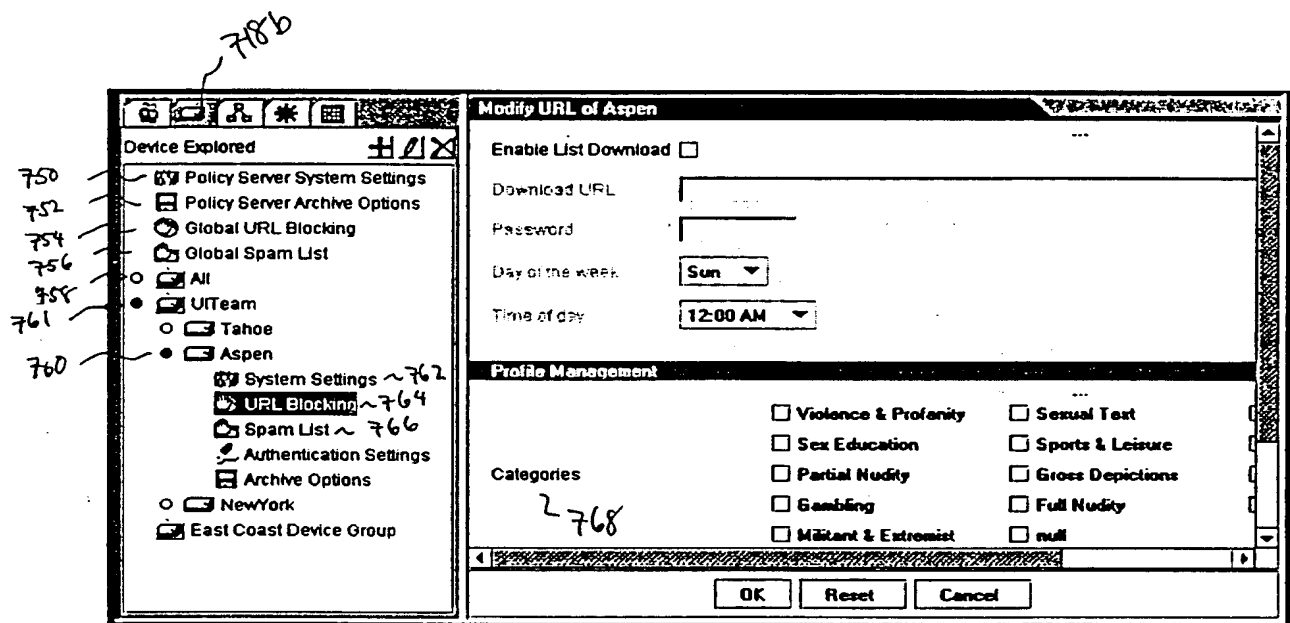 718b
Modify URL of Aspen
Device Explored
Enable List Download
750
Policy Server System Settings
Download URL
752
Policy Server Archive Options
754
Global URL Blocking
Password
756
Global Spam List
758
All
Day of the week
Sun
761
UITeam
Time of day
12:00 AM
Tahoe
760
Aspen
Profile Management
System Settings ~762
URL Blocking ~764
Spam List ~ 766
Authentication Settings
Archive Options
NewYork
East Coast Device Group
Categories
768
Violence & Profanity
Sexual Text
Sex Education
Sports & Leisure
Partial Nudity
Gross Depictions
Gambling
Full Nudity
Militant & Extremist
null
OK
Reset
Cancel